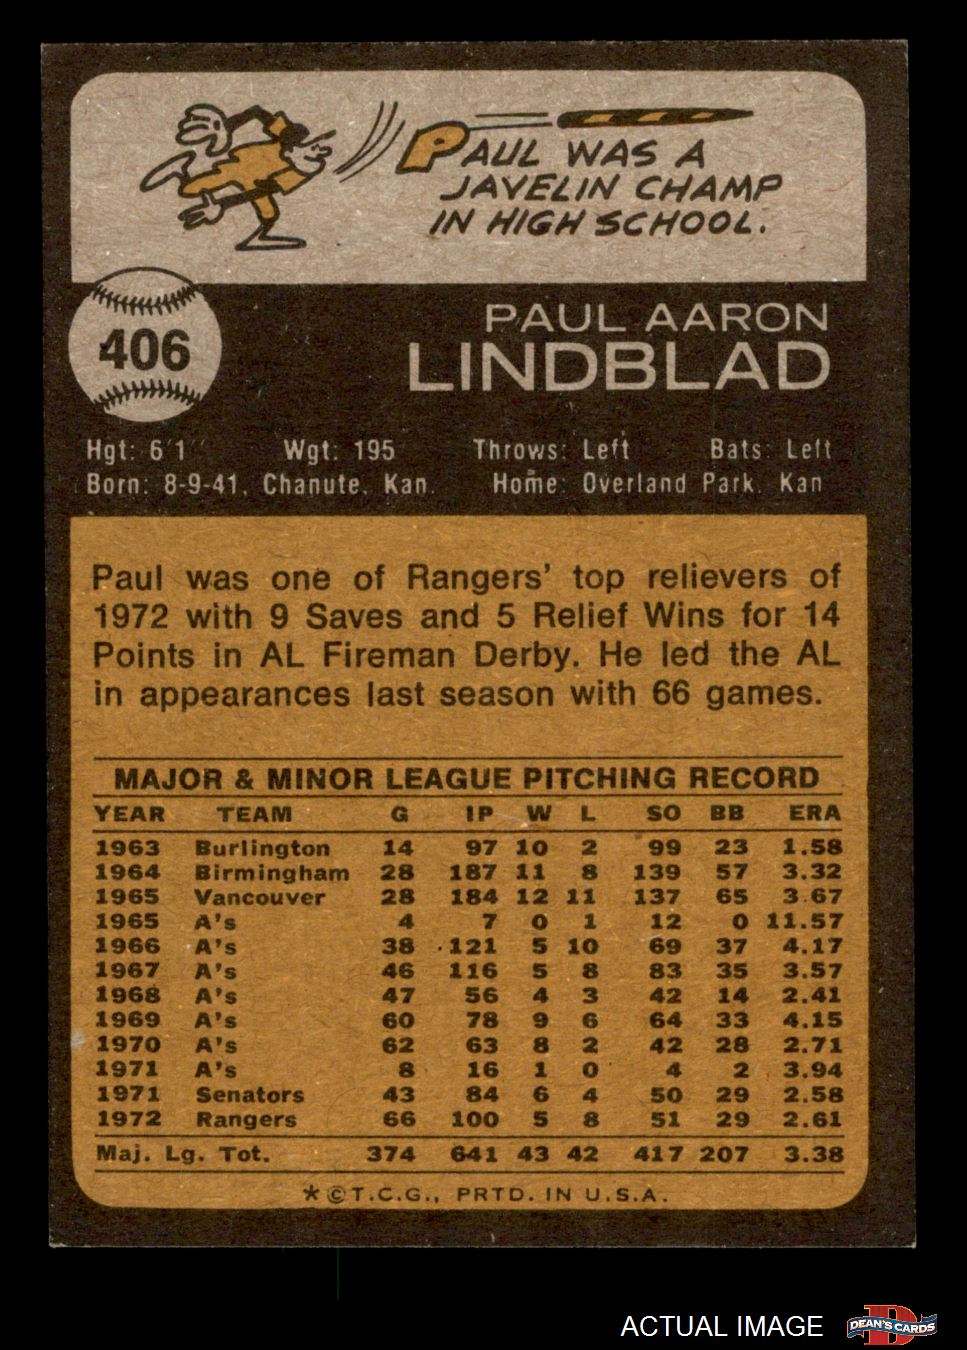 PAUL WAS A
JAVELIN CHAMP
IN HIGH SCHOOL.
406
PAUL AARON
LINDBLAD
Hgt: 6'1" Wgt: 195 Throws: Left Bats: Left
Born: 8-9-41, Chanute, Kan. Home: Overland Park, Kan
Paul was one of Rangers' top relievers of
1972 with 9 Saves and 5 Relief Wins for 14
Points in AL Fireman Derby. He led the AL
in appearances last season with 66 games.
MAJOR & MINOR LEAGUE PITCHING RECORD
YEAR TEAM G IP W L SO BB ERA
1963 Burlington 14 97 10 2 99 23 1.58
1964 Birmingham 28 187 11 8 139 57 3.32
1965 Vancouver 28 184 12 11 137 65 3.67
1965 A's 4 7 0 1 12 0 11.57
1966 A's 38 121 5 10 69 37 4.17
1967 A's 46 116 5 8 83 35 3.57
1968 A's 47 56 4 3 42 14 2.41
1969 A's 60 78 9 6 64 33 4.15
1970 A's 62 63 8 2 42 28 2.71
1971 A's 8 16 1 0 4 2 3.94
1971 Senators 43 84 6 4 50 29 2.58
1972 Rangers 66 100 5 8 51 29 2.61
Maj. Lg. Tot. 374 641 43 42 417 207 3.38
*©T.C.G., PRTD. IN U.S.A.
ACTUAL IMAGE
DEAN'S CARDS